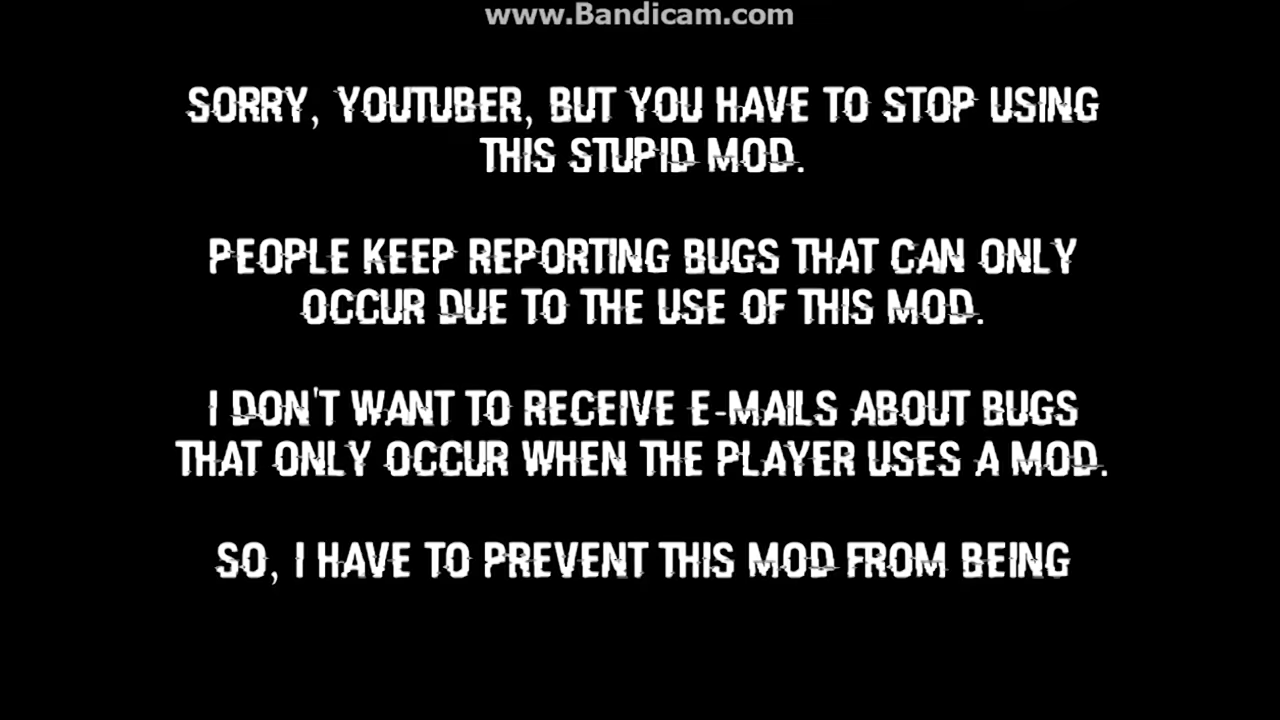 www.Bandicam.com
SORRY, YOUTUBER, BUT YOU HAVE TO STOP USING
THIS STUPID MOD.
PEOPLE KEEP REPORTING BUGS THAT CAN ONLY
OCCUR DUE TO THE USE OF THIS MOD.
I DON'T WANT TO RECEIVE E-MAILS ABOUT BUGS
THAT ONLY OCCUR WHEN THE PLAYER USES A MOD.
SO, I HAVE TO PREVENT THIS MOD FROM BEING